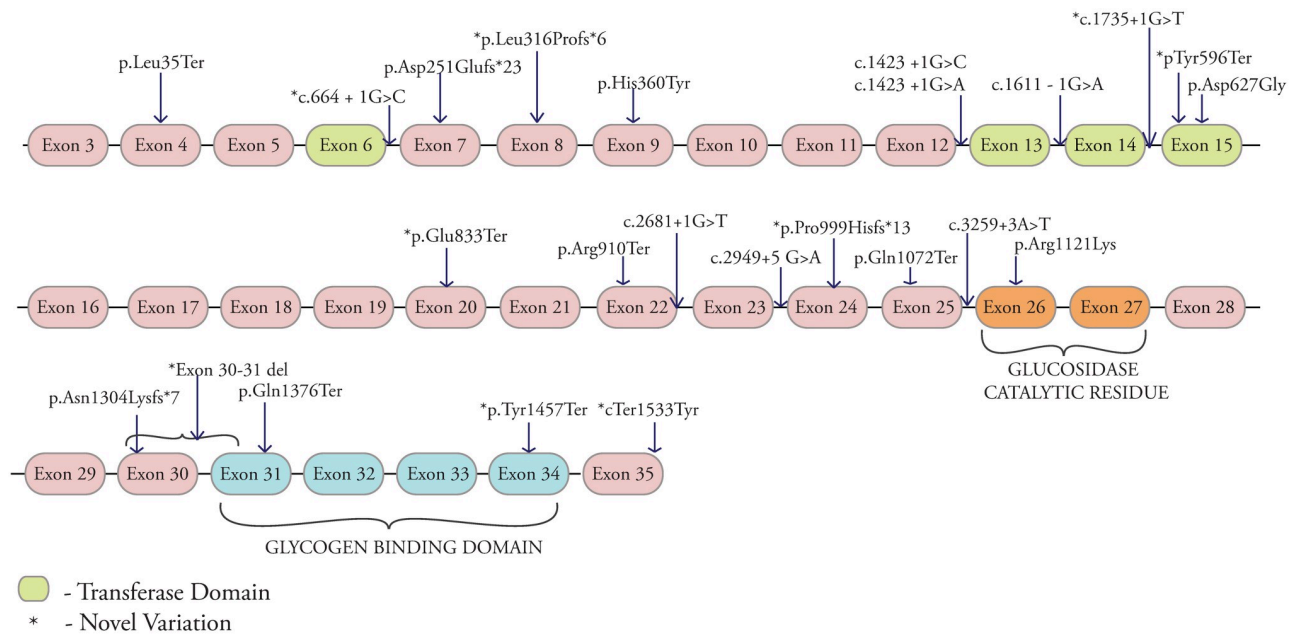 *c.1735+1G>T
*p.Leu316Profs*6
p.Leu35Ter
p.Asp251Glufs*23
c.1423 +1G>C
*pTyr596Ter
*c.664 + 1G>C
p.His360Tyr
c.1423 +1G>A
c.1611 - 1G>A
p.Asp627Gly
Exon 3 Exon 4 Exon 5 Exon 6 Exon 7 Exon 8 Exon 9 Exon 10 Exon 11 Exon 12 Exon 13 Exon 14 Exon 15
*p.Glu833Ter
c.2681+1G>T
*p.Pro999Hisfs*13
c.3259+3A>T
p.Arg910Ter
c.2949+5 G>A
p.Gln1072Ter
p.Arg1121Lys
Exon 16 Exon 17 Exon 18 Exon 19 Exon 20 Exon 21 Exon 22 Exon 23 Exon 24 Exon 25 Exon 26 Exon 27 Exon 28
GLUCOSIDASE
CATALYTIC RESIDUE
*Exon 30-31 del
p.Asn1304Lysfs*7
p.Gln1376Ter
*p.Tyr1457Ter
*cTer1533Tyr
Exon 29 Exon 30 Exon 31 Exon 32 Exon 33 Exon 34 Exon 35
GLYCOGEN BINDING DOMAIN
- Transferase Domain
* - Novel Variation